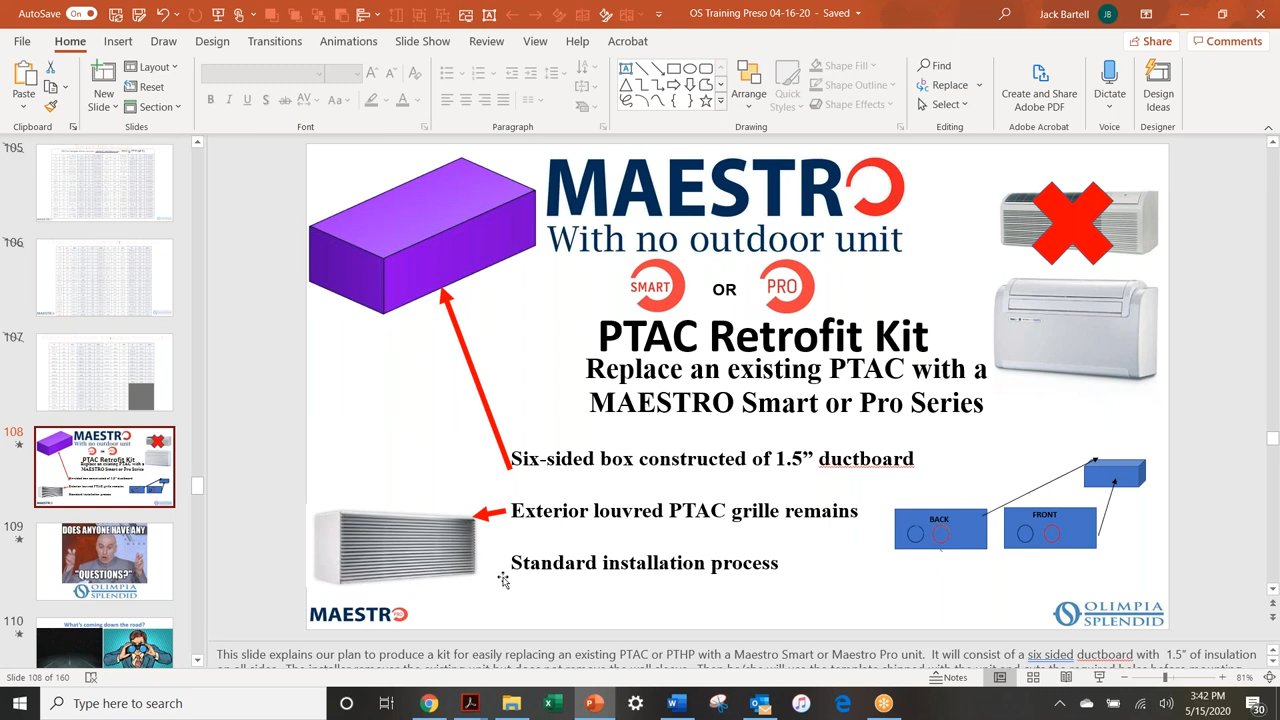 AutoSave On
OS Training Preso 04-16-20 - Saved
Jack Bartell JB
File Home Insert Draw Design Transitions Animations Slide Show Review View Help Acrobat
Share Comments
Paste
New
Slide
Layout
Reset
Section
Shape Fill
Shape Outline
Shape Effects
Arrange
Quick
Styles
Find
Replace
Select
Create and Share
Adobe PDF
Dictate
Design
Ideas
Clipboard Slides Font Paragraph Drawing Editing Adobe Acrobat Voice Designer
105
106
107
108
109
DOES ANYONE HAVE ANY
"QUESTIONS?"
OLIMPIA
SPLENDID
110
What's coming down the road?
MAESTRO
With no outdoor unit
SMART OR PRO
PTAC Retrofit Kit
Replace an existing PTAC with a
MAESTRO Smart or Pro Series
Six-sided box constructed of 1.5” ductboard
Exterior louvred PTAC grille remains
Standard installation process
BACK
FRONT
MAESTRO PRO
OLIMPIA
SPLENDID
This slide explains our plan to produce a kit for easily replacing an existing PTAC or PTHP with a Maestro Smart or Maestro Pro unit. It will consist of a six sided ductboard with 1.5” of insulation
Slide 108 of 160
Notes
81%
Type here to search
3:42 PM
5/15/2020
30